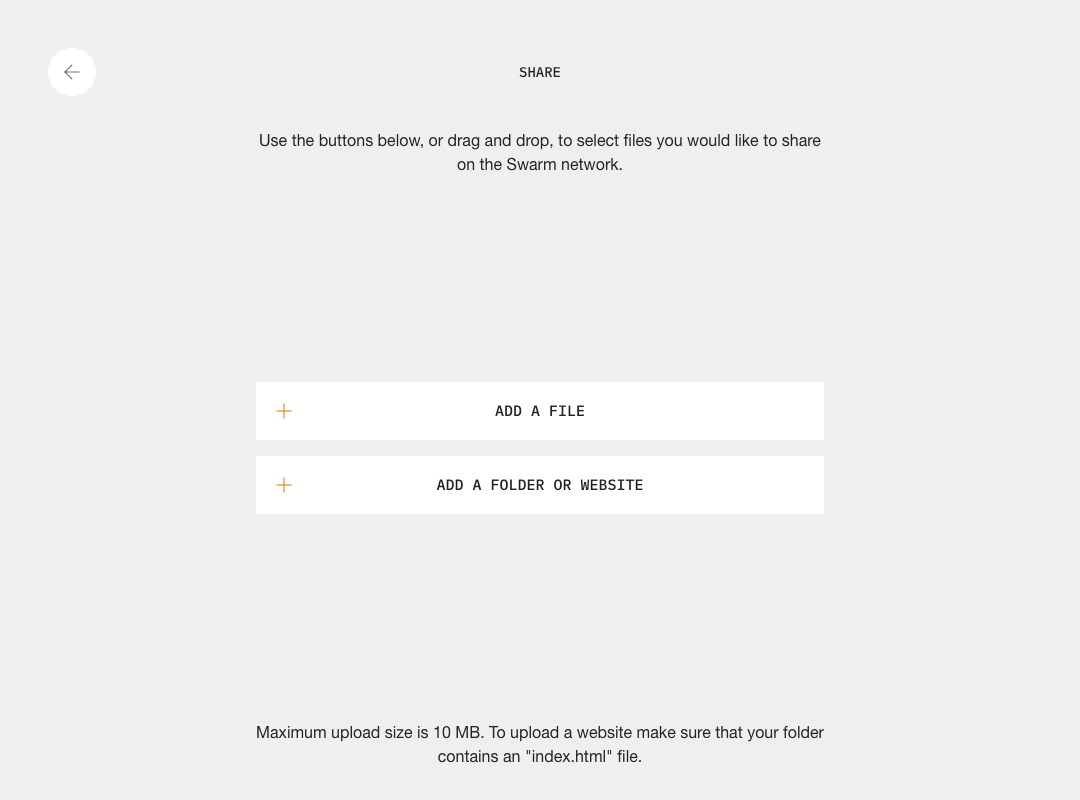 SHARE
Use the buttons below, or drag and drop, to select files you would like to share
on the Swarm network.
ADD A FILE
ADD A FOLDER OR WEBSITE
Maximum upload size is 10 MB. To upload a website make sure that your folder
contains an "index.html" file.